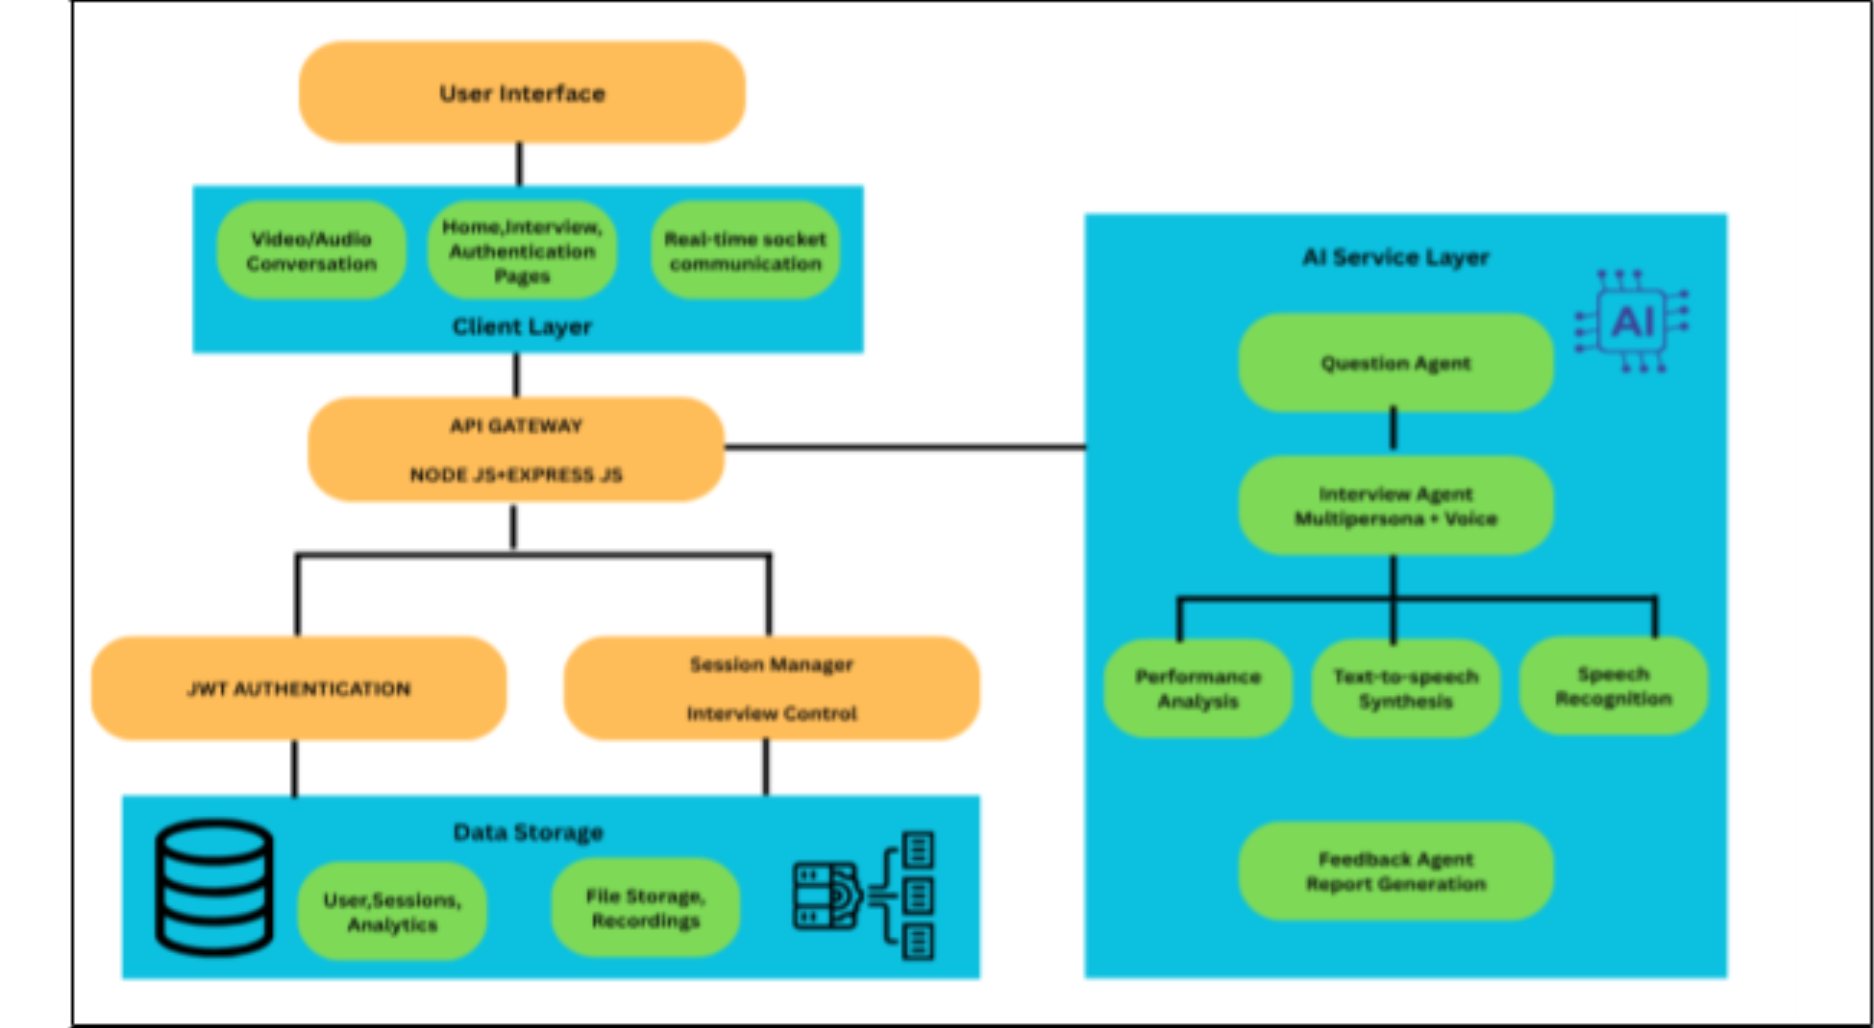 User Interface
Video/Audio
Conversation
Home,Interview,
Authentication
Pages
Real-time socket
communication
Client Layer
API GATEWAY
NODE JS+EXPRESS JS
JWT AUTHENTICATION
Session Manager
Interview Control
Data Storage
User,Sessions,
Analytics
File Storage,
Recordings
AI Service Layer
AI
Question Agent
Interview Agent
Multipersona + Voice
Performance
Analysis
Text-to-speech
Synthesis
Speech
Recognition
Feedback Agent
Report Generation